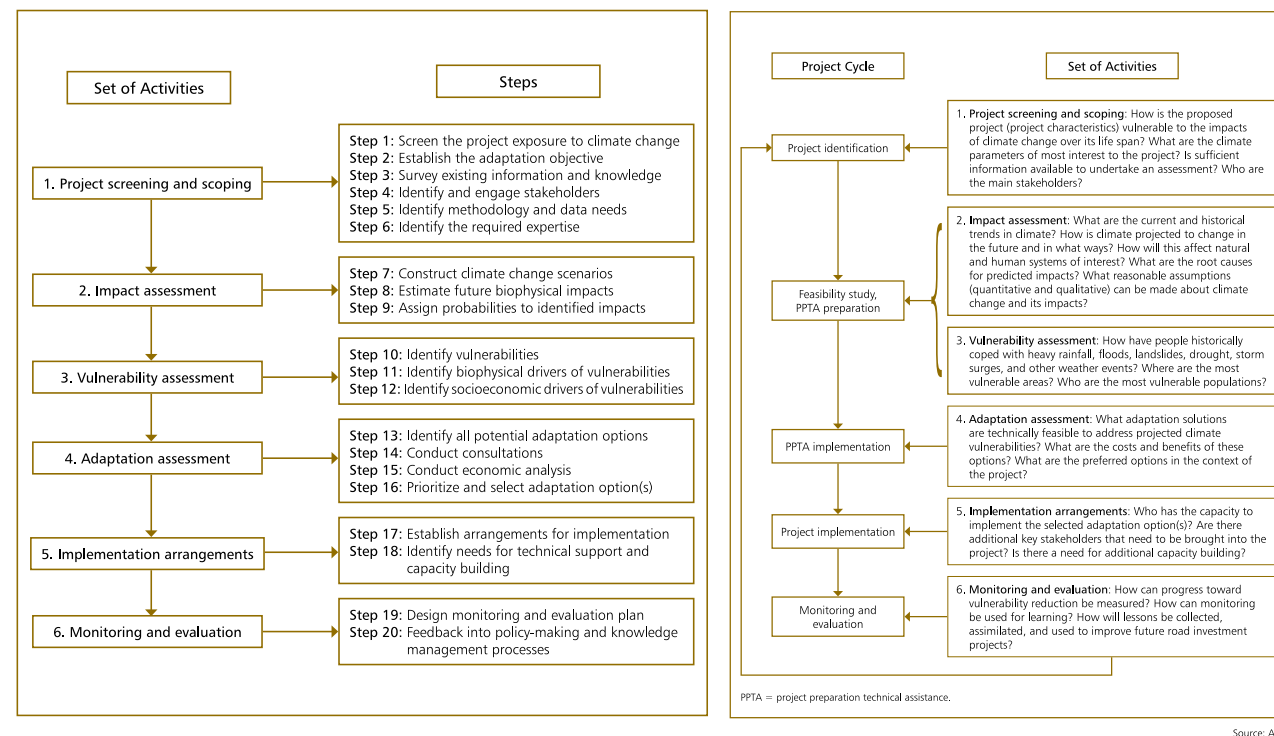 Set of Activities
Steps
1. Project screening and scoping
Step 1: Screen the project exposure to climate change
Step 2: Establish the adaptation objective
Step 3: Survey existing information and knowledge
Step 4: Identify and engage stakeholders
Step 5: Identify methodology and data needs
Step 6: Identify the required expertise
2. Impact assessment
Step 7: Construct climate change scenarios
Step 8: Estimate future biophysical impacts
Step 9: Assign probabilities to identified impacts
3. Vulnerability assessment
Step 10: Identify vulnerabilities
Step 11: Identify biophysical drivers of vulnerabilities
Step 12: Identify socioeconomic drivers of vulnerabilities
4. Adaptation assessment
Step 13: Identify all potential adaptation options
Step 14: Conduct consultations
Step 15: Conduct economic analysis
Step 16: Prioritize and select adaptation option(s)
5. Implementation arrangements
Step 17: Establish arrangements for implementation
Step 18: Identify needs for technical support and
capacity building
6. Monitoring and evaluation
Step 19: Design monitoring and evaluation plan
Step 20: Feedback into policy-making and knowledge
management processes
Project Cycle
Set of Activities
Project identification
1. Project screening and scoping: How is the proposed
project (project characteristics) vulnerable to the impacts
of climate change over its life span? What are the climate
parameters of most interest to the project? Is sufficient
information available to undertake an assessment? Who are
the main stakeholders?
Feasibility study,
PPTA preparation
2. Impact assessment: What are the current and historical
trends in climate? How is climate projected to change in
the future and in what ways? How will this affect natural
and human systems of interest? What are the root causes
for predicted impacts? What reasonable assumptions
(quantitative and qualitative) can be made about climate
change and its impacts?
3. Vulnerability assessment: How have people historically
coped with heavy rainfall, floods, landslides, drought, storm
surges, and other weather events? Where are the most
vulnerable areas? Who are the most vulnerable populations?
PPTA implementation
4. Adaptation assessment: What adaptation solutions
are technically feasible to address projected climate
vulnerabilities? What are the costs and benefits of these
options? What are the preferred options in the context of
the project?
Project implementation
5. Implementation arrangements: Who has the capacity to
implement the selected adaptation option(s)? Are there
additional key stakeholders that need to be brought into the
project? Is there a need for additional capacity building?
Monitoring and
evaluation
6. Monitoring and evaluation: How can progress toward
vulnerability reduction be measured? How can monitoring
be used for learning? How will lessons be collected,
assimilated, and used to improve future road investment
projects?
PPTA = project preparation technical assistance.
Source: A